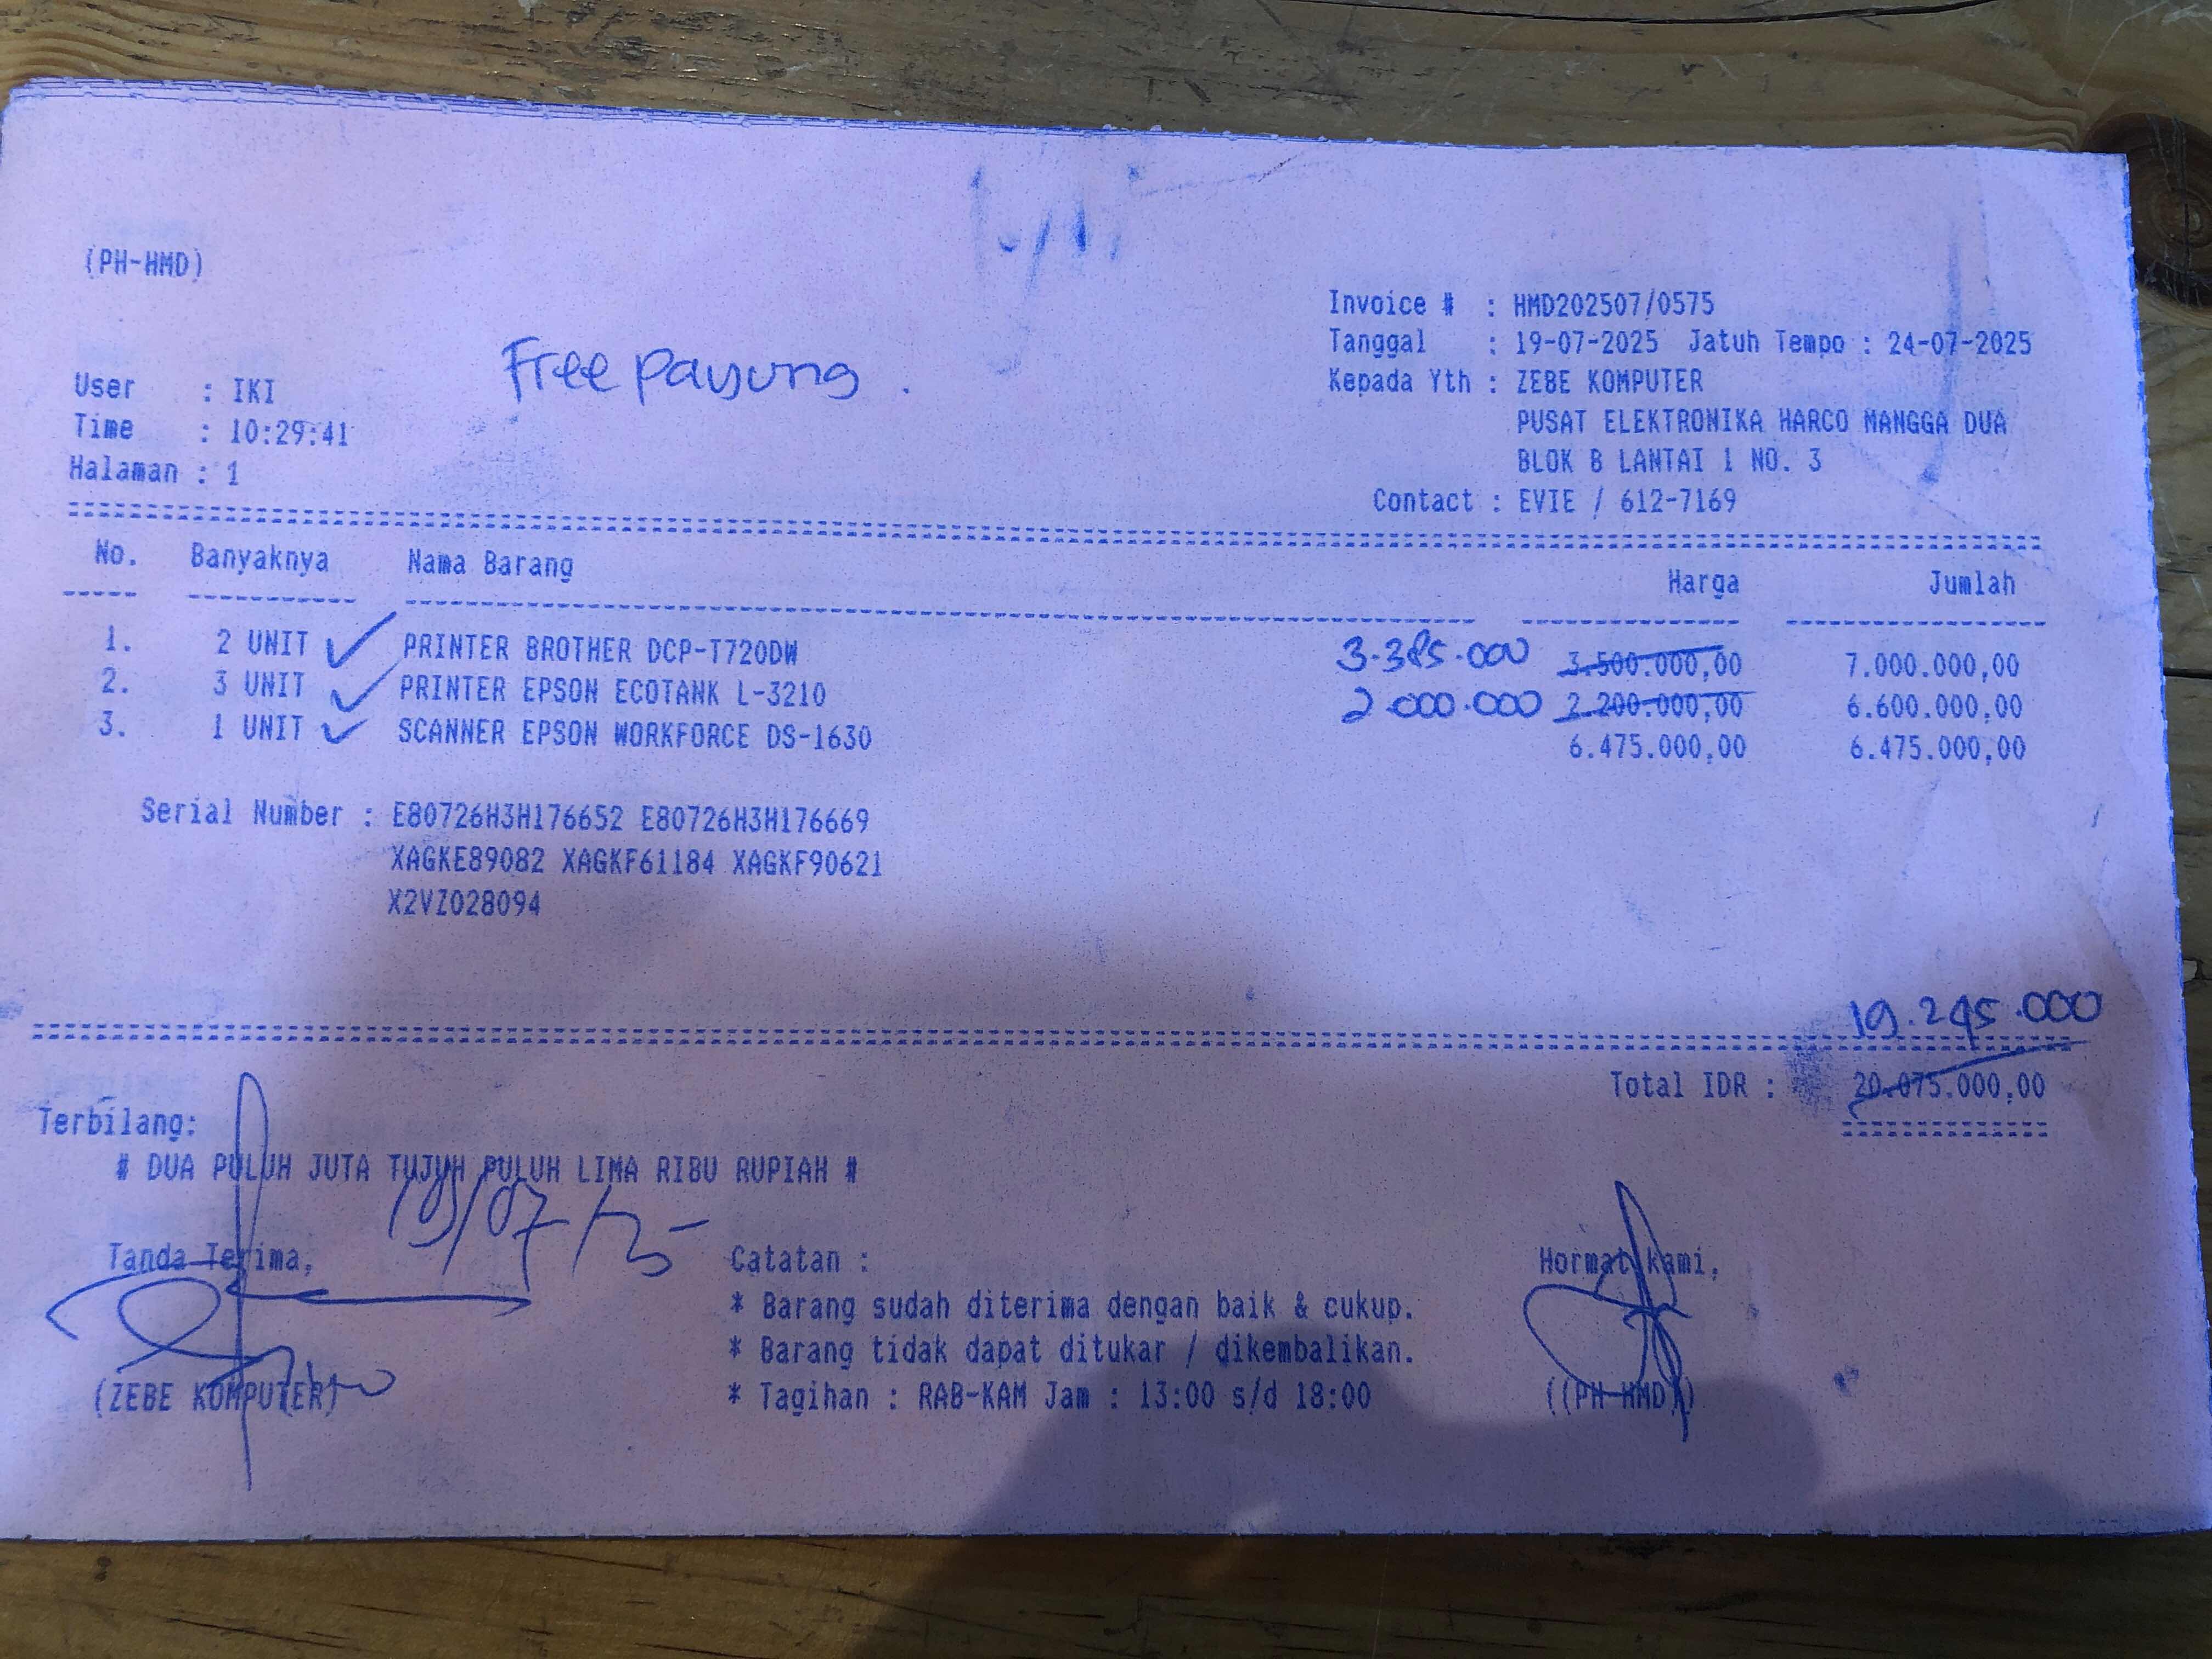 (PH-HMD)
Free Payung.
Invoice # : HMD202507/0575
Tanggal : 19-07-2025 Jatuh Tempo : 24-07-2025
Kepada Yth : ZEBE KOMPUTER
PUSAT ELEKTRONIKA HARCO MANGGA DUA
BLOK B LANTAI 1 NO. 3
Contact : EVIE / 612-7169
User : IKI
Time : 10:29:41
Halaman : 1
No. Banyaknya Nama Barang Harga Jumlah
1. 2 UNIT ✓ PRINTER BROTHER DCP-T720DW 3.385.000 3.500.000,00 7.000.000,00
2. 3 UNIT ✓ PRINTER EPSON ECOTANK L-3210 2.000.000 2.200.000,00 6.600.000,00
3. 1 UNIT ✓ SCANNER EPSON WORKFORCE DS-1630 6.475.000,00 6.475.000,00
Serial Number : E80726H3H176652 E80726H3H176669
XAGKE89082 XAGKF61184 XAGKF90621
X2VZ028094
19.245.000
Total IDR : 20.075.000,00
Terbilang:
# DUA PULUH JUTA TUJUH PULUH LIMA RIBU RUPIAH #
19/07/25
Tanda Terima,
(ZEBE KOMPUTER)
Catatan :
* Barang sudah diterima dengan baik & cukup.
* Barang tidak dapat ditukar / dikembalikan.
* Tagihan : RAB-KAM Jam : 13:00 s/d 18:00
Hormat kami,
((PH-HMD))